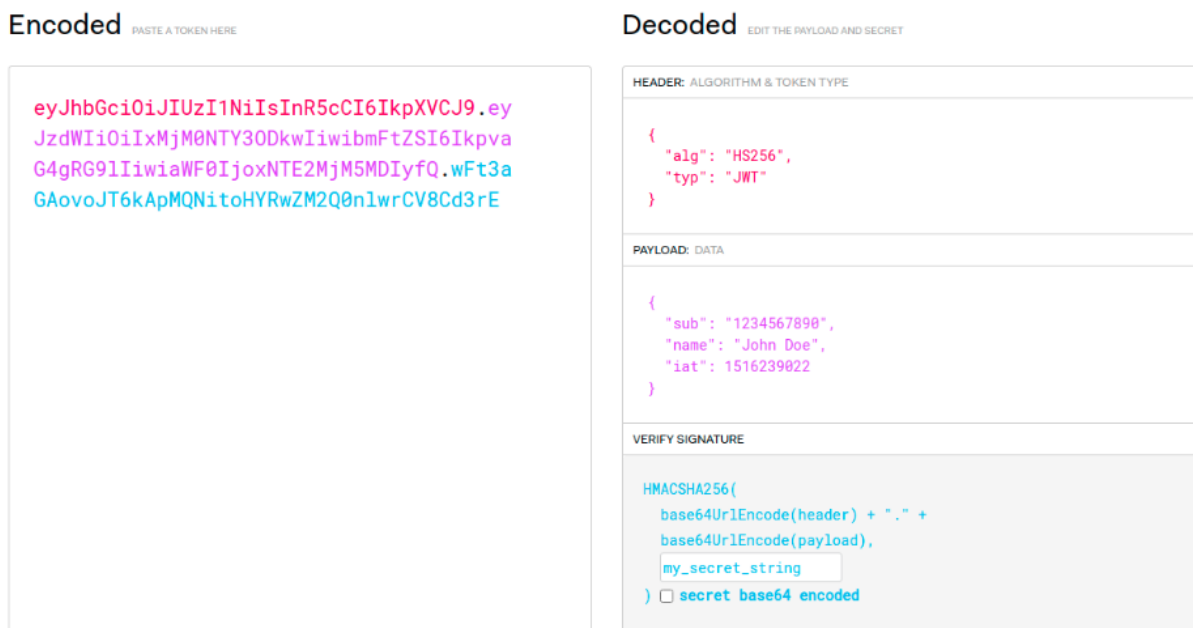 Encoded PASTE A TOKEN HERE
eyJhbGciOiJIUzI1NiIsInR5cCI6IkpXVCJ9.ey
JzdWIiOiIxMjM0NTY3ODkwIiwibmFtZSI6Ikpva
G4gRG9lIiwiaWF0IjoxNTE2MjM5MDIyfQ.wFt3a
GAovoJT6kApMQNitoHYRwZM2Q0nlwrCV8Cd3rE
Decoded EDIT THE PAYLOAD AND SECRET
HEADER: ALGORITHM & TOKEN TYPE
{
"alg": "HS256",
"typ": "JWT"
}
PAYLOAD: DATA
{
"sub": "1234567890",
"name": "John Doe",
"iat": 1516239022
}
VERIFY SIGNATURE
HMACSHA256(
base64UrlEncode(header) + "." +
base64UrlEncode(payload),
my_secret_string
) secret base64 encoded